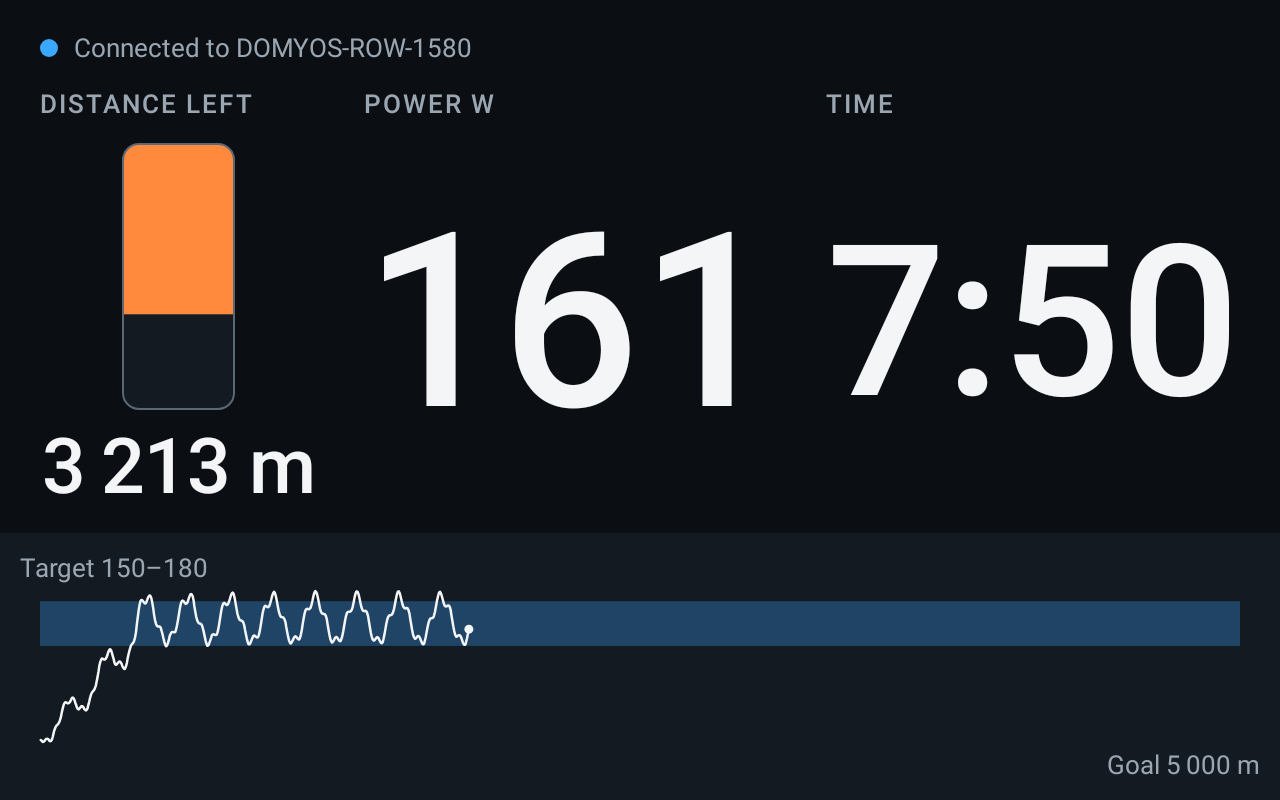 Connected to DOMYOS-ROW-1580
DISTANCE LEFT
POWER W
TIME
161
7:50
3 213 m
Target 150–180
Goal 5 000 m